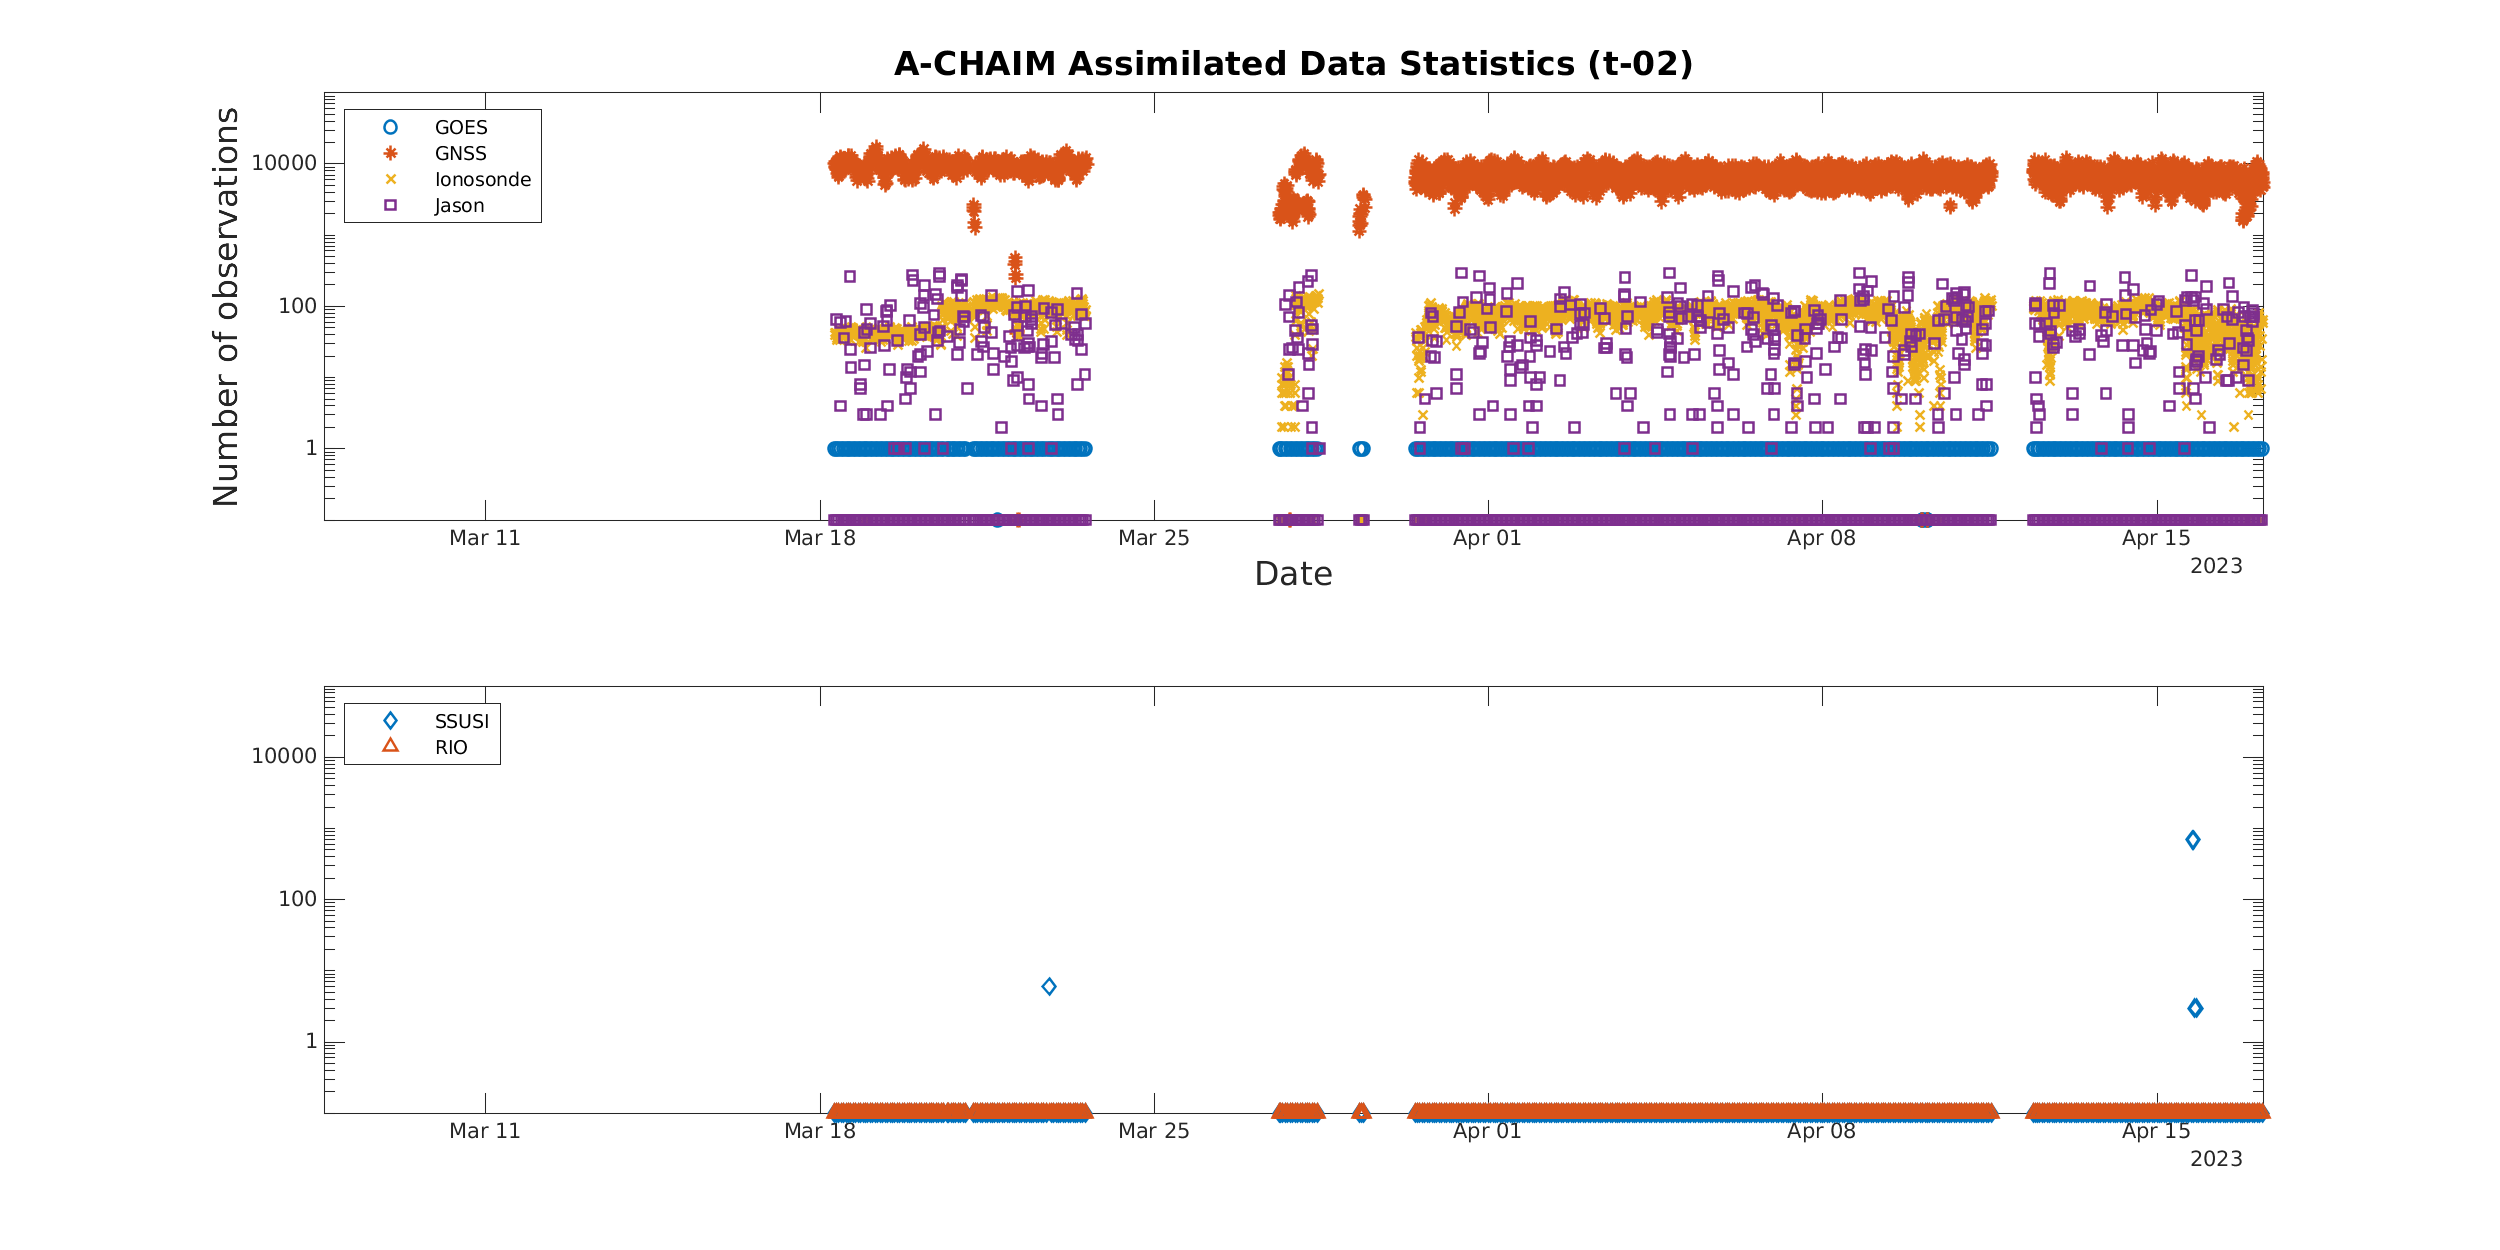 A-CHAIM Assimilated Data Statistics (t-02)
Number of observations
10000
100
1
GOES
GNSS
Ionosonde
Jason
Mar 11
Mar 18
Mar 25
Apr 01
Apr 08
Apr 15
2023
Date
10000
100
1
SSUSI
RIO
Mar 11
Mar 18
Mar 25
Apr 01
Apr 08
Apr 15
2023